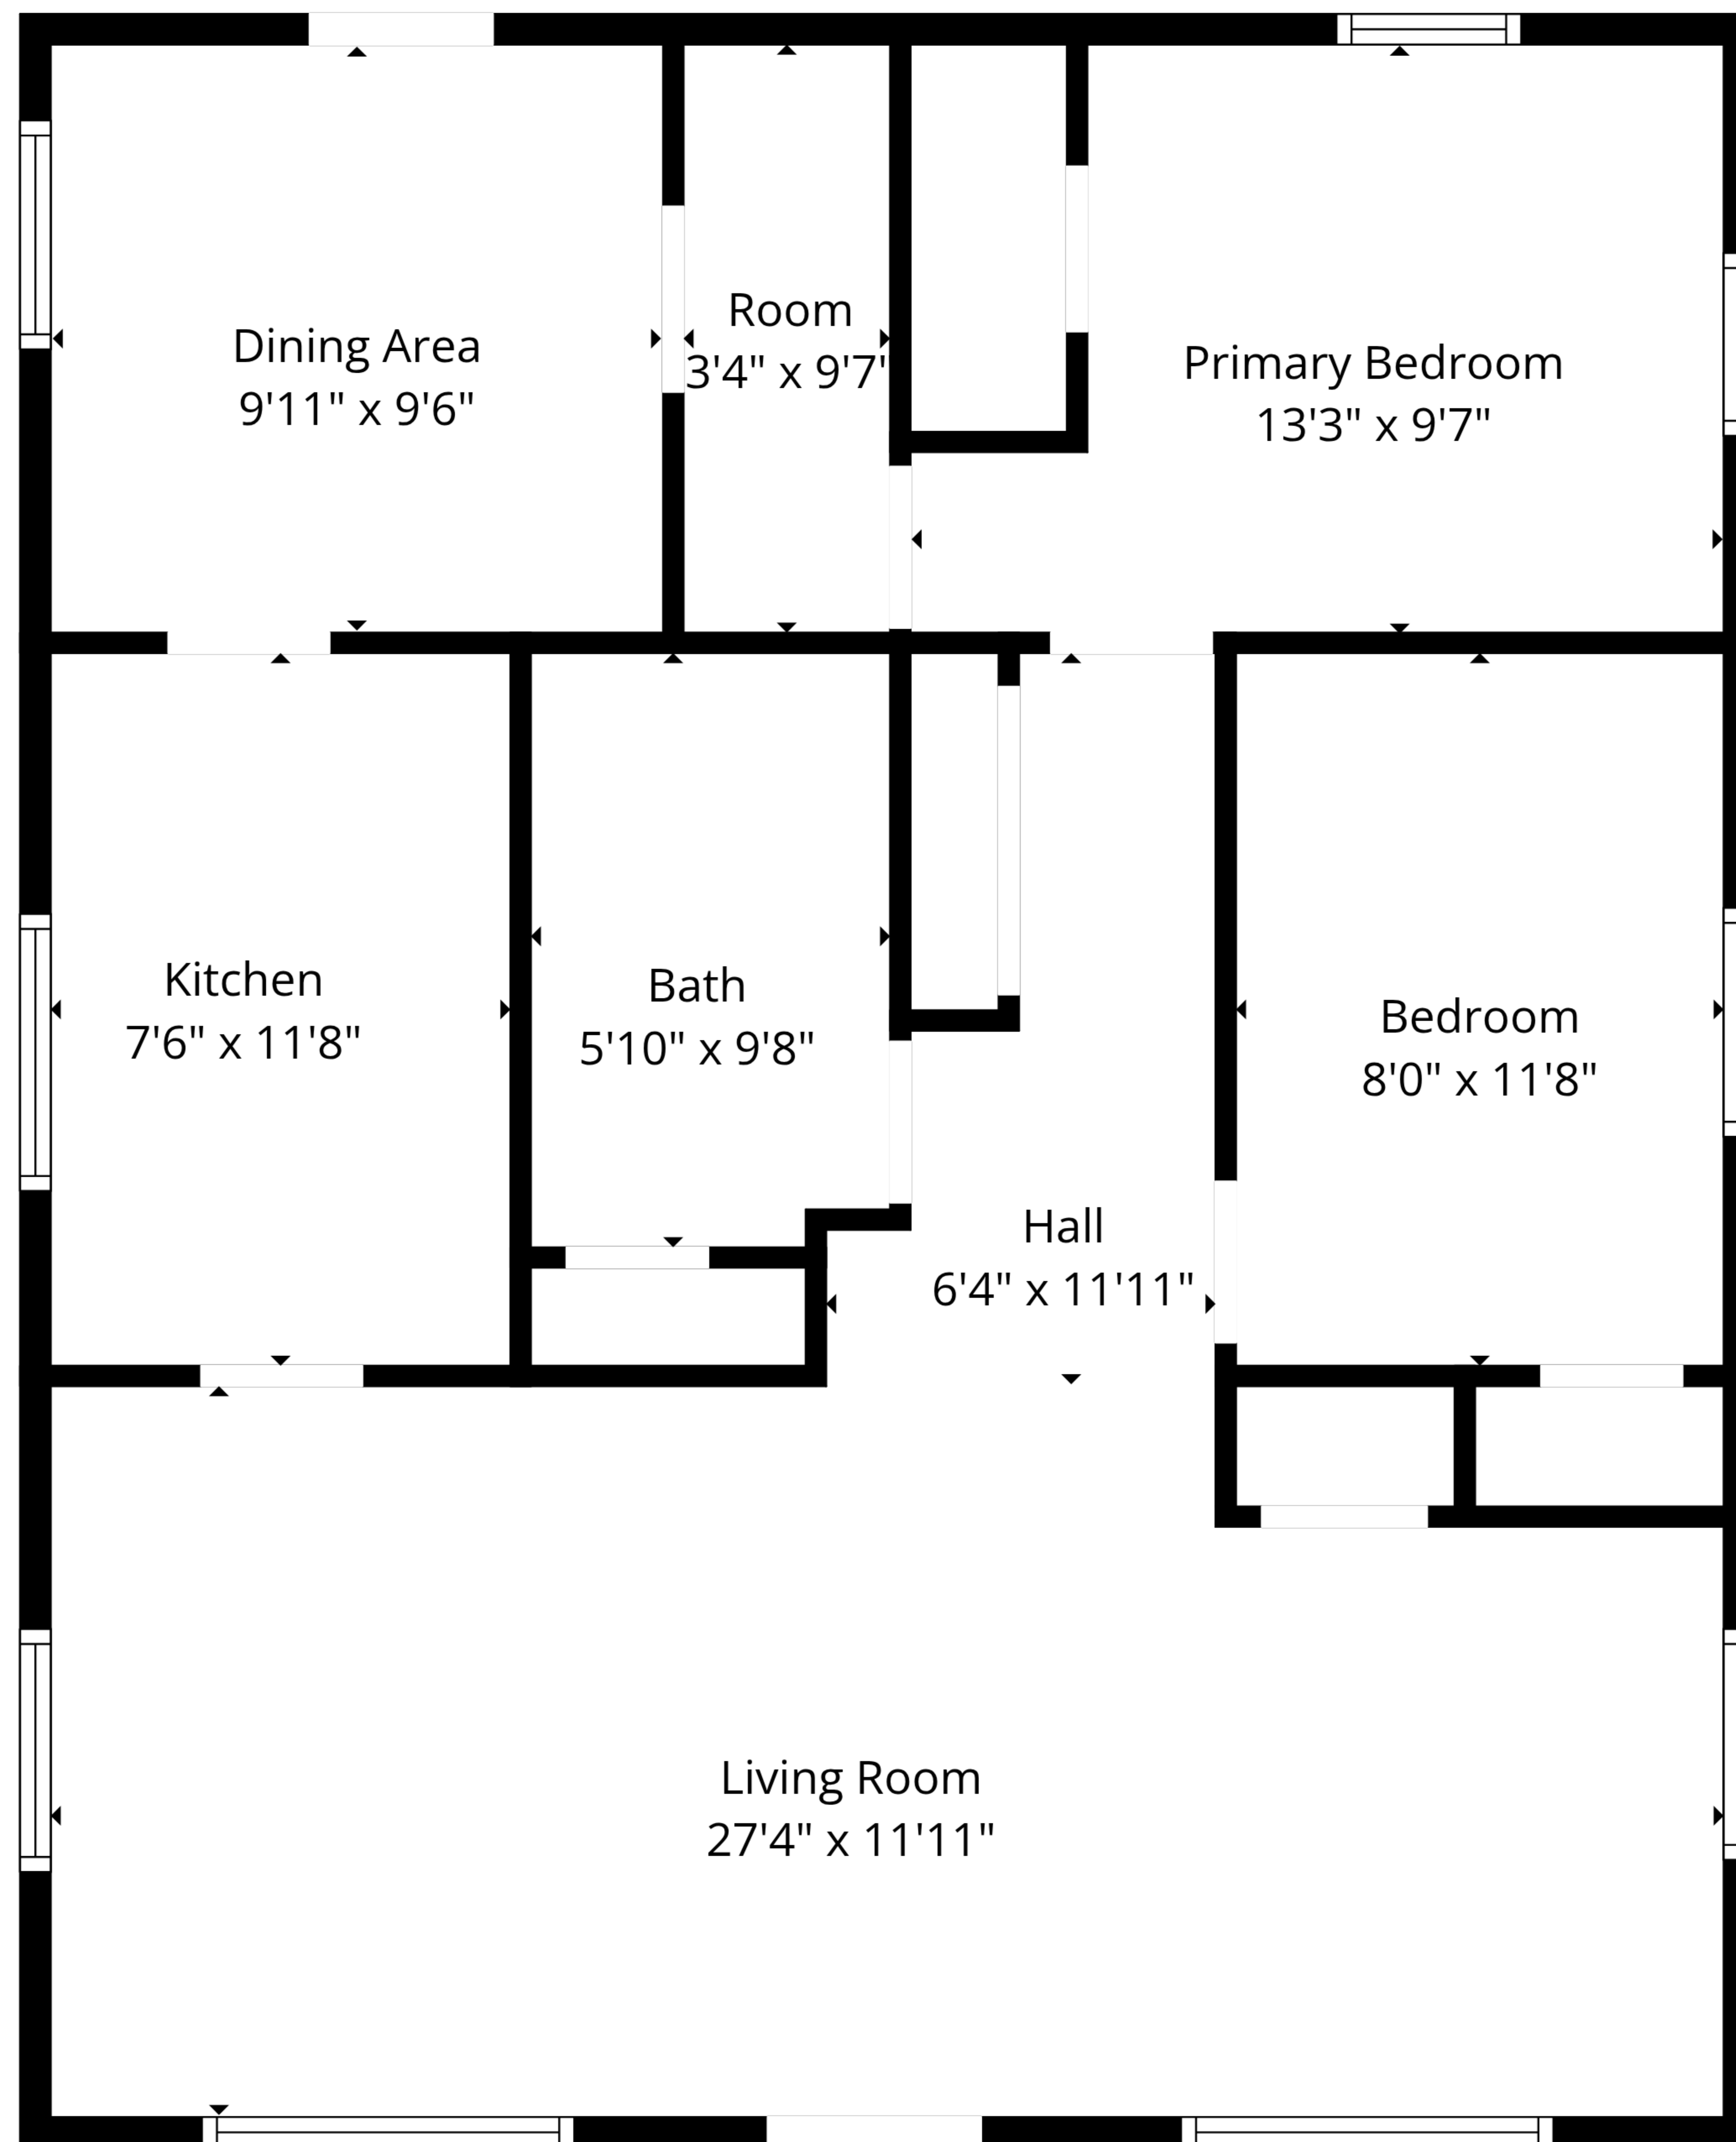 Dining Area
9'11" x 9'6"
Room
3'4" x 9'7"
Primary Bedroom
13'3" x 9'7"
Kitchen
7'6" x 11'8"
Bath
5'10" x 9'8"
Bedroom
8'0" x 11'8"
Hall
6'4" x 11'11"
Living Room
27'4" x 11'11"